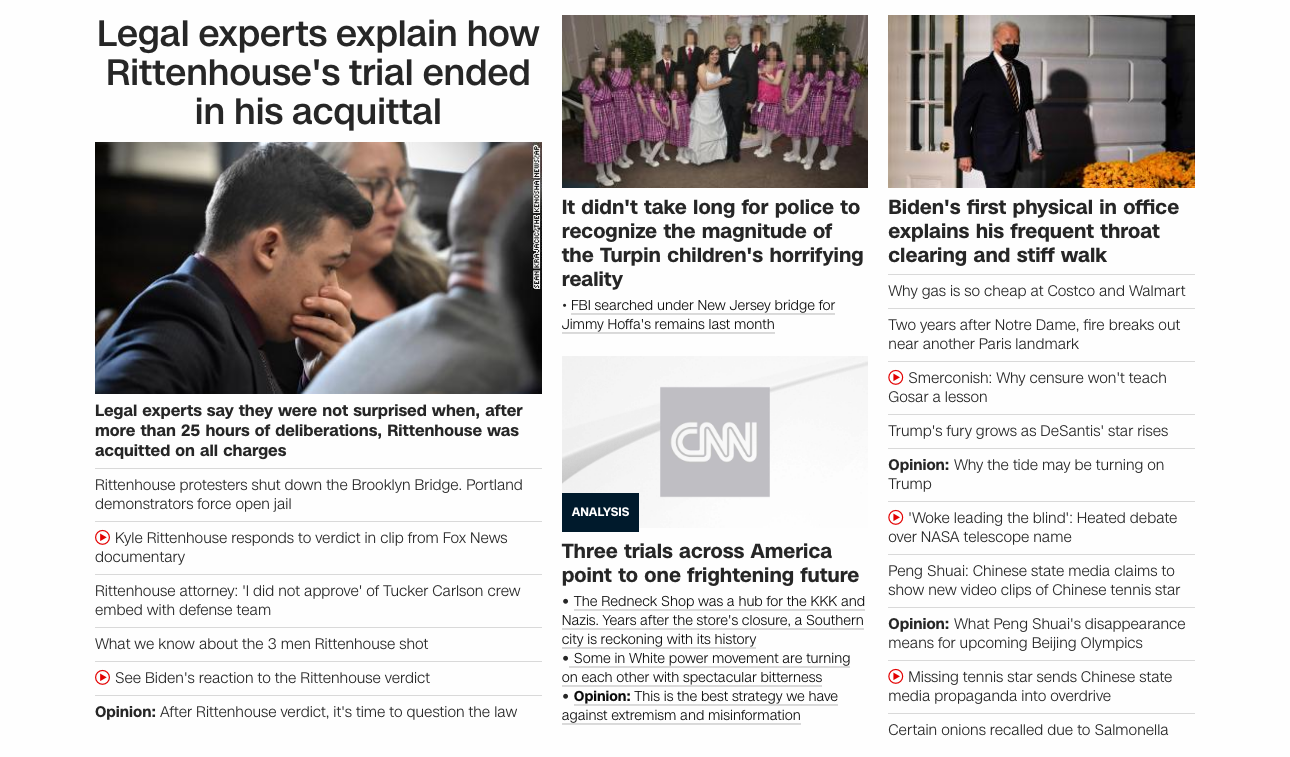 Legal experts explain how
Rittenhouse's trial ended
in his acquittal
SEAN KRAJACIC/THE KENOSHA NEWS/AP
Legal experts say they were not surprised when, after
more than 25 hours of deliberations, Rittenhouse was
acquitted on all charges
Rittenhouse protesters shut down the Brooklyn Bridge. Portland
demonstrators force open jail
Kyle Rittenhouse responds to verdict in clip from Fox News
documentary
Rittenhouse attorney: 'I did not approve' of Tucker Carlson crew
embed with defense team
What we know about the 3 men Rittenhouse shot
See Biden's reaction to the Rittenhouse verdict
Opinion: After Rittenhouse verdict, it's time to question the law
It didn't take long for police to
recognize the magnitude of
the Turpin children's horrifying
reality
• FBI searched under New Jersey bridge for
Jimmy Hoffa's remains last month
CNN
ANALYSIS
Three trials across America
point to one frightening future
• The Redneck Shop was a hub for the KKK and
Nazis. Years after the store's closure, a Southern
city is reckoning with its history
• Some in White power movement are turning
on each other with spectacular bitterness
• Opinion: This is the best strategy we have
against extremism and misinformation
Biden's first physical in office
explains his frequent throat
clearing and stiff walk
Why gas is so cheap at Costco and Walmart
Two years after Notre Dame, fire breaks out
near another Paris landmark
Smerconish: Why censure won't teach
Gosar a lesson
Trump's fury grows as DeSantis' star rises
Opinion: Why the tide may be turning on
Trump
'Woke leading the blind': Heated debate
over NASA telescope name
Peng Shuai: Chinese state media claims to
show new video clips of Chinese tennis star
Opinion: What Peng Shuai's disappearance
means for upcoming Beijing Olympics
Missing tennis star sends Chinese state
media propaganda into overdrive
Certain onions recalled due to Salmonella